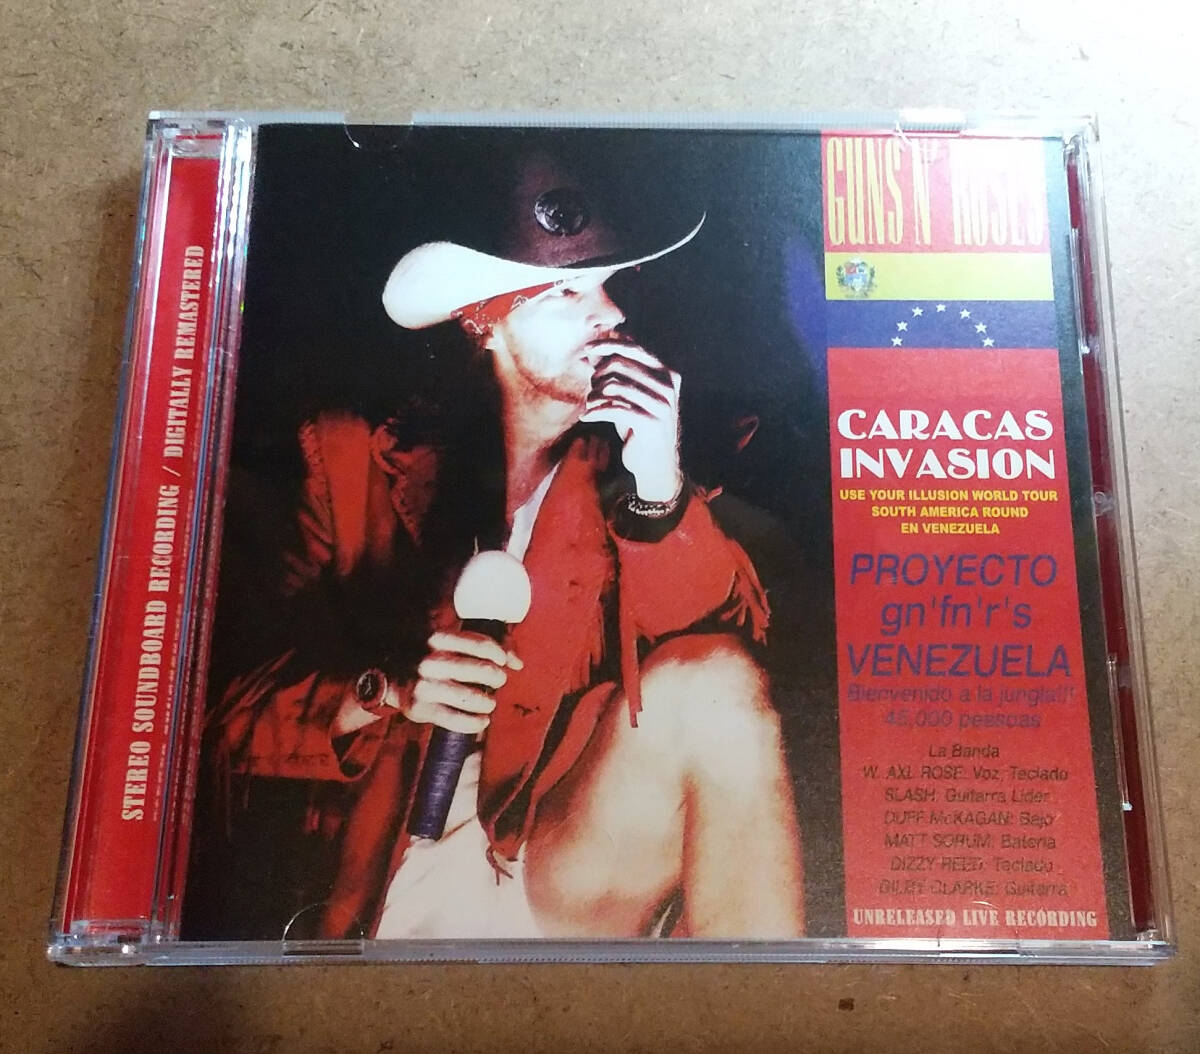 STEREO SOUNDBOARD RECORDING / DIGITALLY REMASTERED
GUNS N' ROSES
CARACAS
INVASION
USE YOUR ILLUSION WORLD TOUR
SOUTH AMERICA ROUND
EN VENEZUELA
PROYECTO
gn'fn'r's
VENEZUELA
Bienvenido a la jungla!!!
45,000 pessoas
La Banda
W. AXL ROSE: Voz, Teclado
SLASH: Guitarra Lider
DUFF McKAGAN: Bajo
MATT SORUM: Bateria
DIZZY REED: Teclado
GILBY CLARKE: Guitarra
UNRELEASED LIVE RECORDING